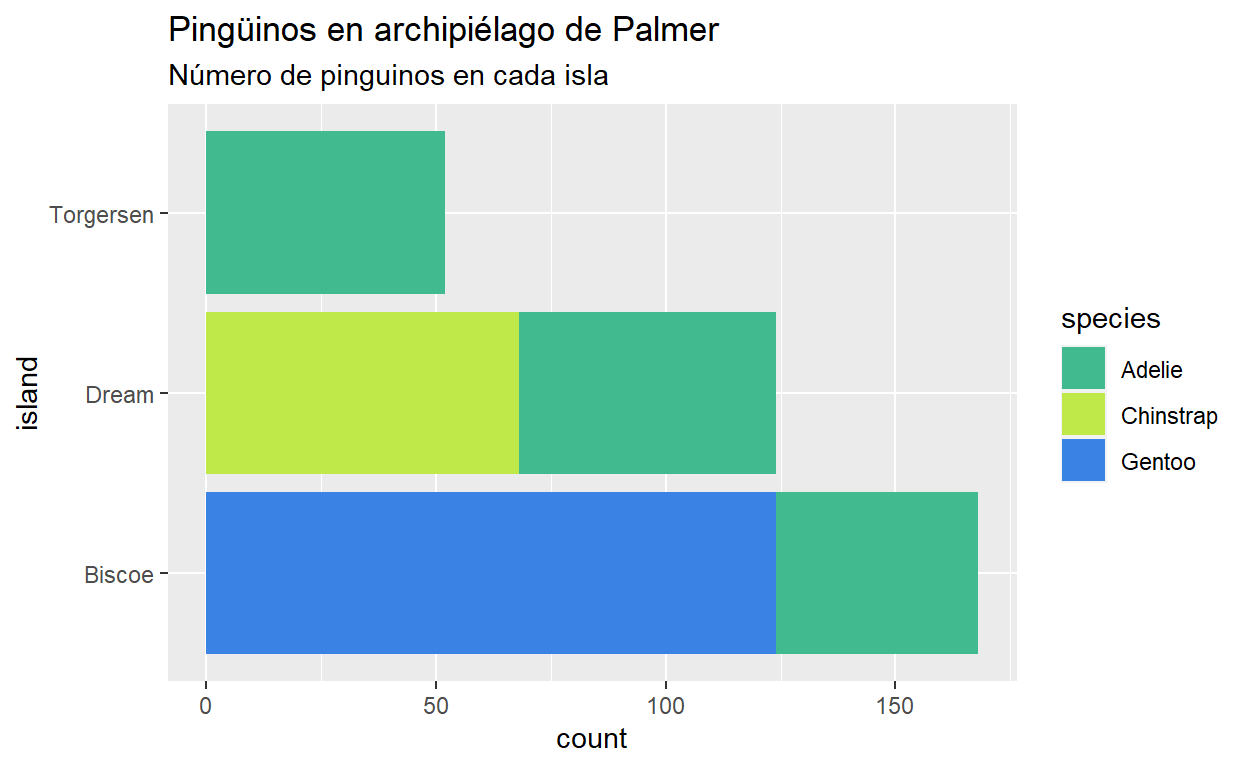 Pingüinos en archipiélago de Palmer
Número de pinguinos en cada isla
Torgersen
Dream
Biscoe
island
0 50 100 150
count
species
Adelie
Chinstrap
Gentoo